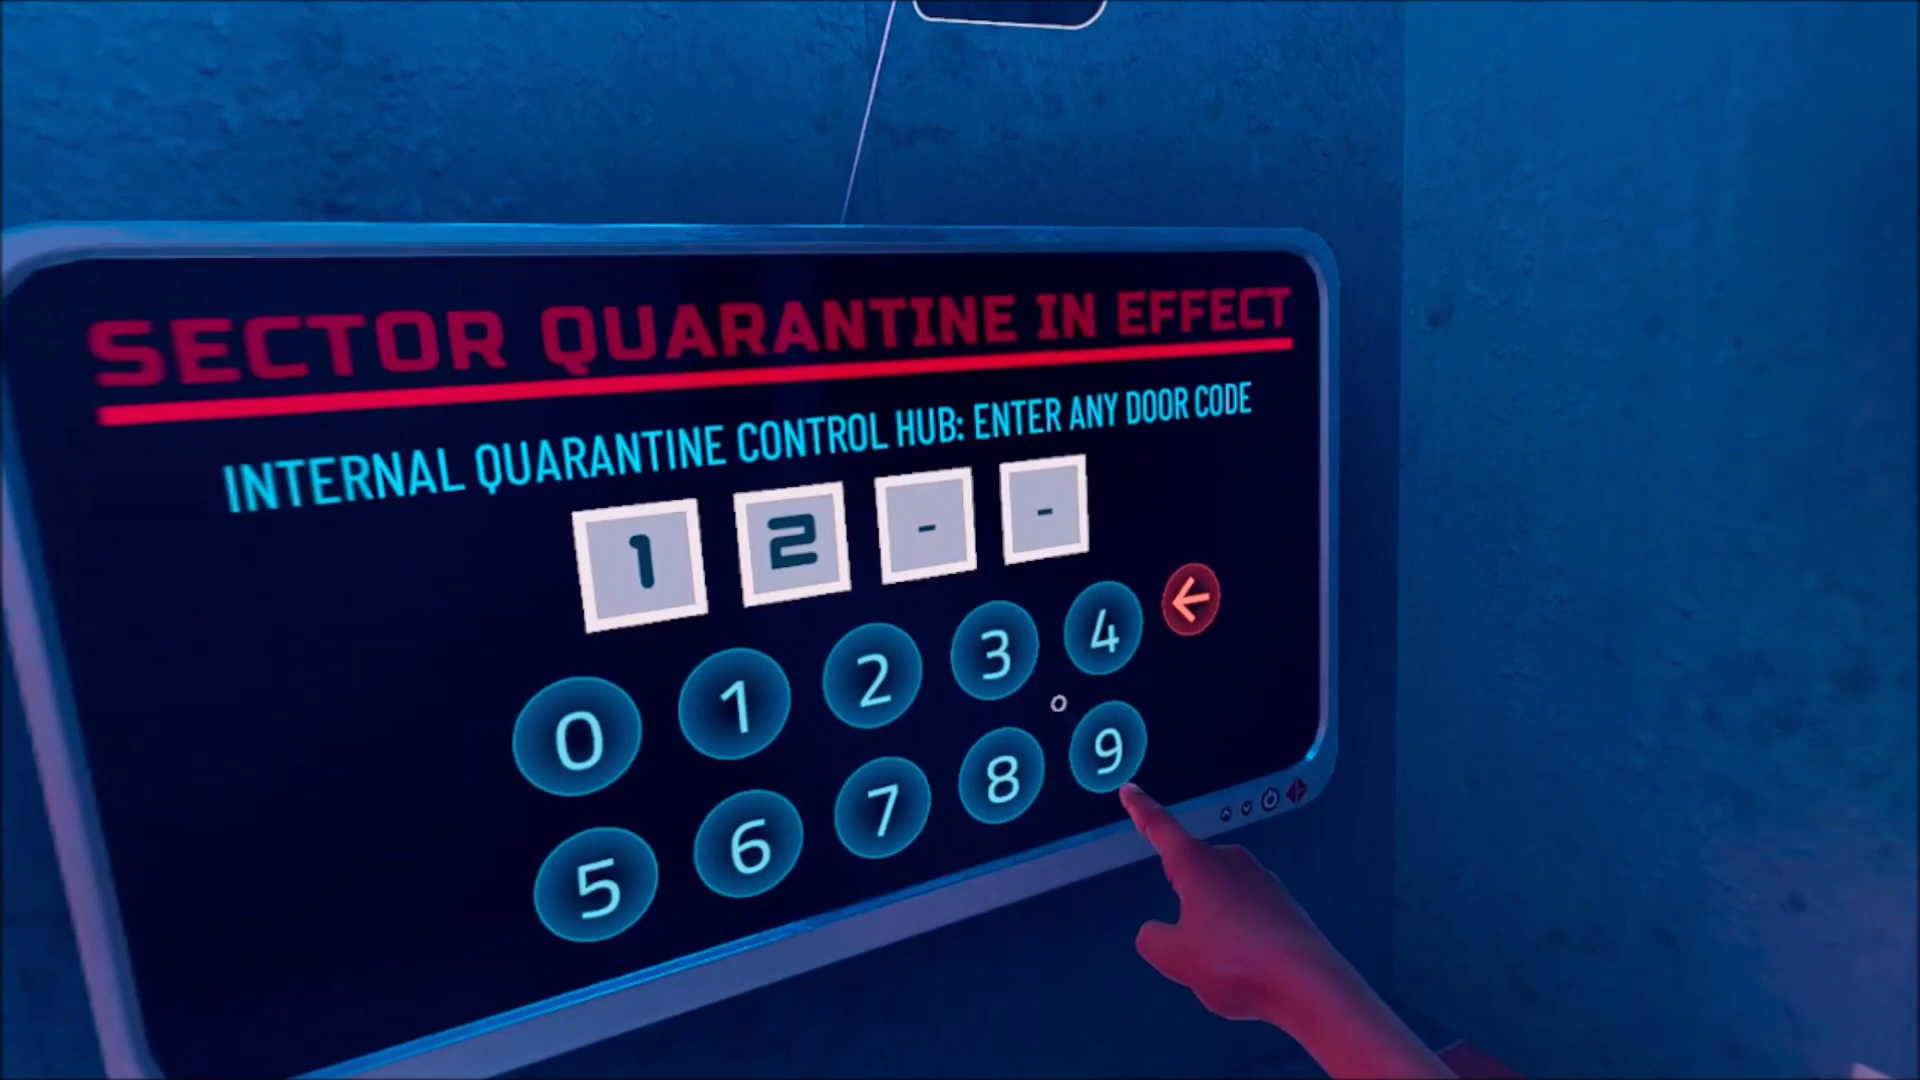 SECTOR QUARANTINE IN EFFECT
INTERNAL QUARANTINE CONTROL HUB: ENTER ANY DOOR CODE
1 2 - -
0 1 2 3 4 ←
5 6 7 8 9